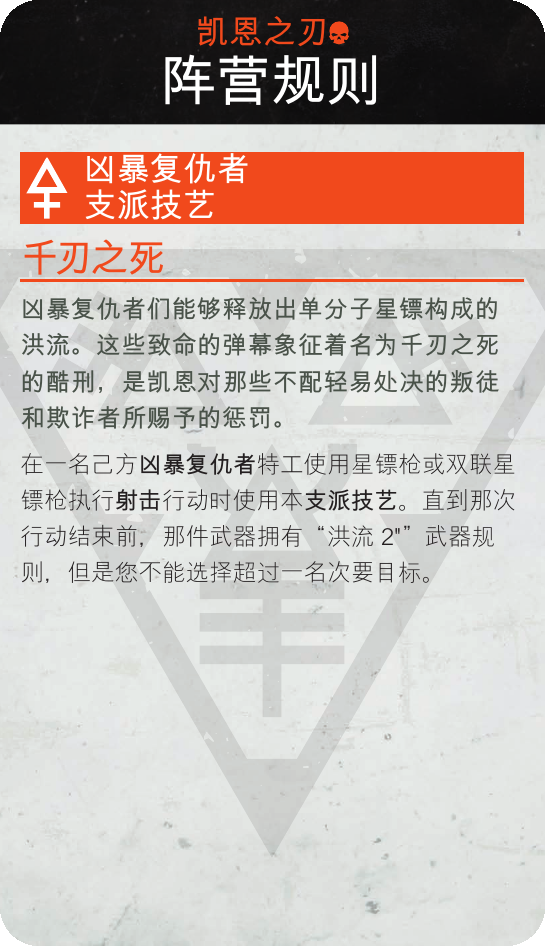 凯恩之刃
阵营规则
凶暴复仇者
支派技艺
千刃之死
凶暴复仇者们能够释放出单分子星镖构成的
洪流。这些致命的弹幕象征着名为千刃之死
的酷刑，是凯恩对那些不配轻易处决的叛徒
和欺诈者所赐予的惩罚。
在一名己方凶暴复仇者特工使用星镖枪或双联星
镖枪执行射击行动时使用本支派技艺。直到那次
行动结束前，那件武器拥有“洪流 2"”武器规
则，但是您不能选择超过一名次要目标。